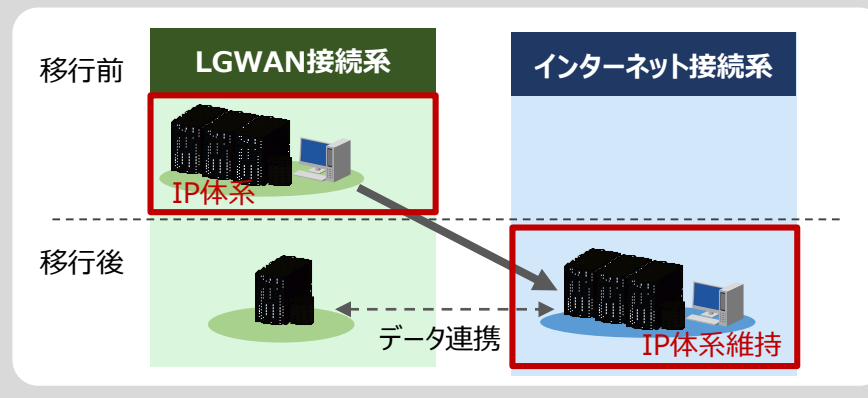 移行前
LGWAN接続系
インターネット接続系
IP体系
移行後
データ連携
IP体系維持